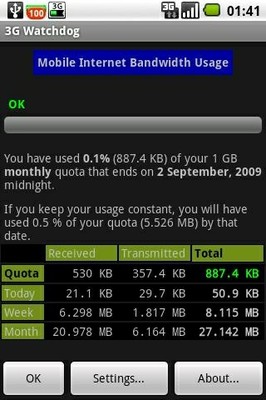 100 3G 3G 01:41
3G Watchdog
Mobile Internet Bandwidth Usage
OK
You have used 0.1% (887.4 KB) of your 1 GB
monthly quota that ends on 2 September, 2009
midnight.
If you keep your usage constant, you will have
used 0.5 % of your quota (5.526 MB) by that
date.
Received Transmitted Total
Quota 530 KB 357.4 KB 887.4 KB
Today 21.1 KB 29.7 KB 50.9 KB
Week 6.298 MB 1.817 MB 8.115 MB
Month 20.978 MB 6.164 MB 27.142 MB
OK Settings... About...